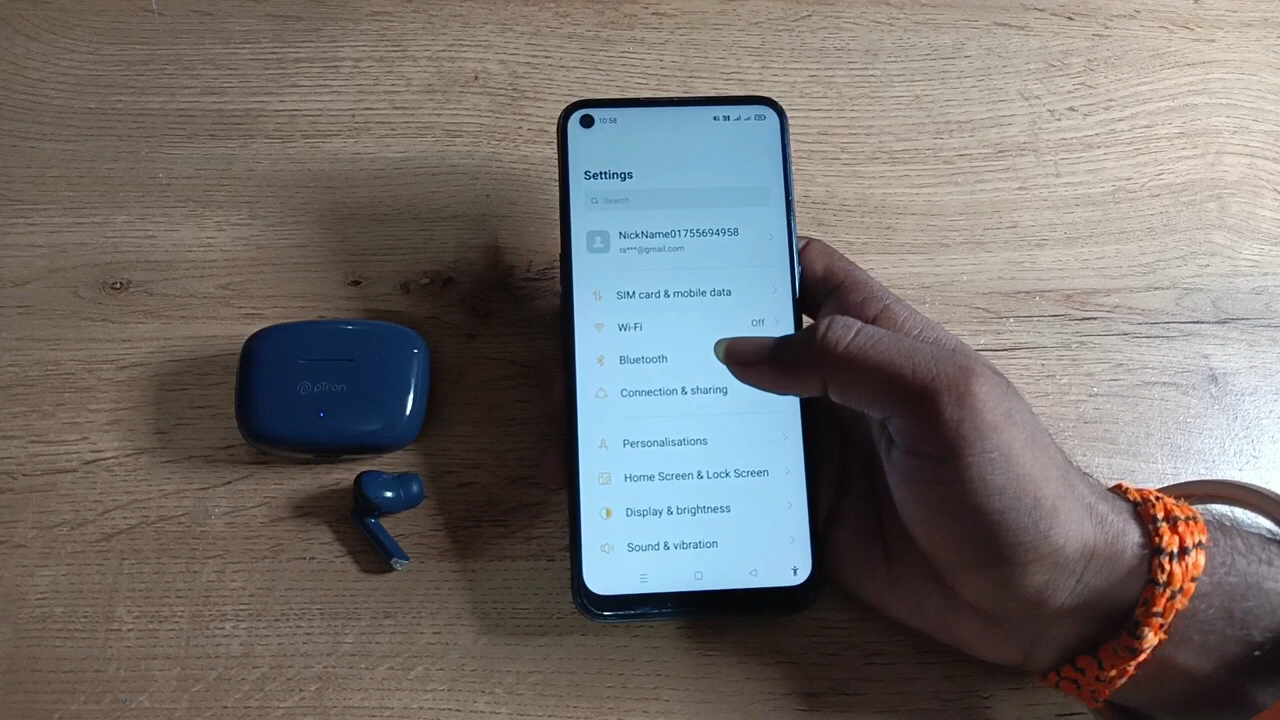 10:58
Settings
Search
NickName01755694958
ra***@gmail.com
SIM card & mobile data
Wi-Fi
Off
Bluetooth
Connection & sharing
Personalisations
Home Screen & Lock Screen
Display & brightness
Sound & vibration
pTron